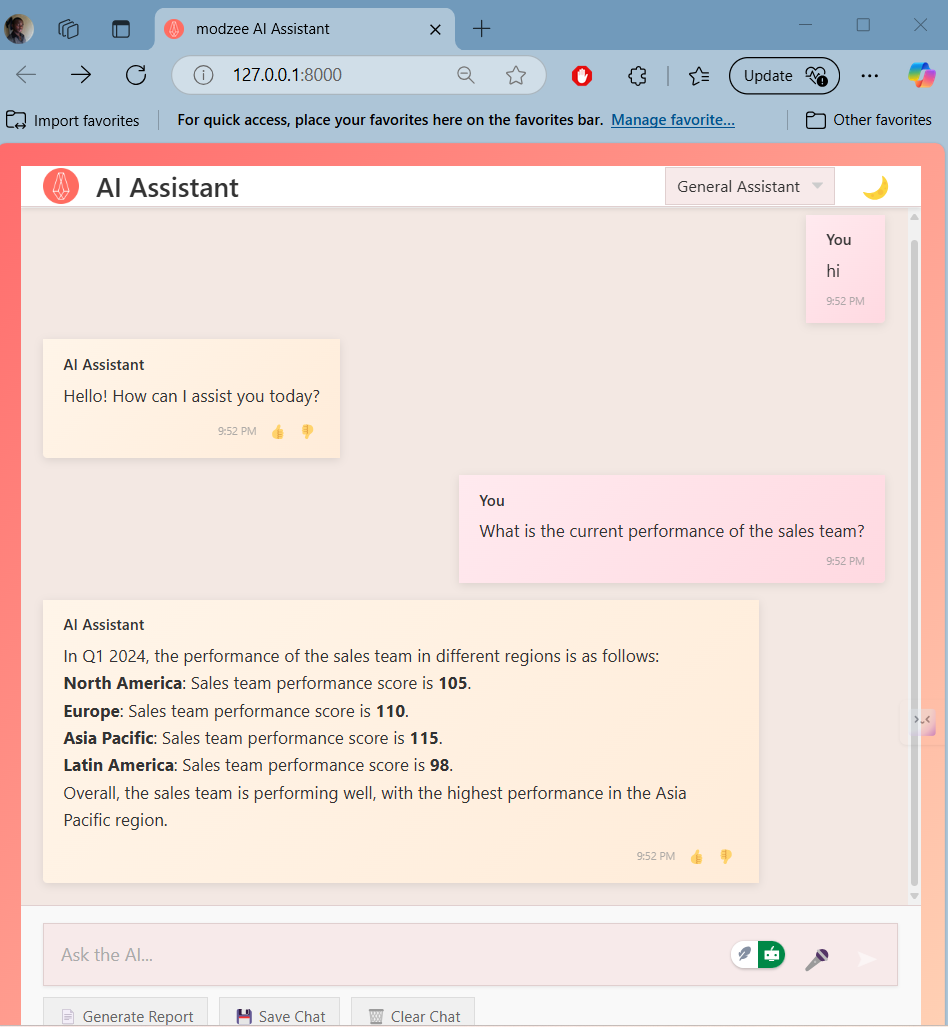 modzee AI Assistant
127.0.0.1:8000
Update
Import favorites
For quick access, place your favorites here on the favorites bar. Manage favorite...
Other favorites
AI Assistant
General Assistant
You
hi
9:52 PM
AI Assistant
Hello! How can I assist you today?
9:52 PM
You
What is the current performance of the sales team?
9:52 PM
AI Assistant
In Q1 2024, the performance of the sales team in different regions is as follows:
North America: Sales team performance score is 105.
Europe: Sales team performance score is 110.
Asia Pacific: Sales team performance score is 115.
Latin America: Sales team performance score is 98.
Overall, the sales team is performing well, with the highest performance in the Asia
Pacific region.
9:52 PM
Ask the AI...
Generate Report
Save Chat
Clear Chat